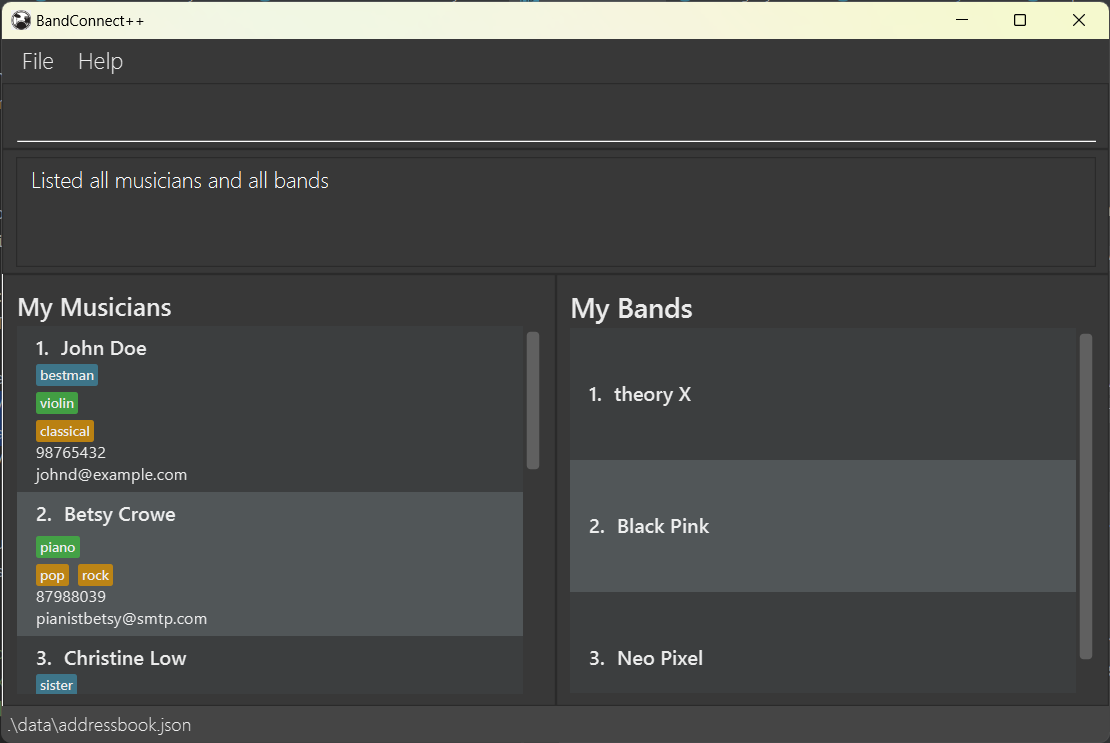 BandConnect++
File Help
Listed all musicians and all bands
My Musicians
1. John Doe
bestman
violin
classical
98765432
johnd@example.com
2. Betsy Crowe
piano
pop rock
87988039
pianistbetsy@smtp.com
3. Christine Low
sister
My Bands
1. theory X
2. Black Pink
3. Neo Pixel
.\data\addressbook.json